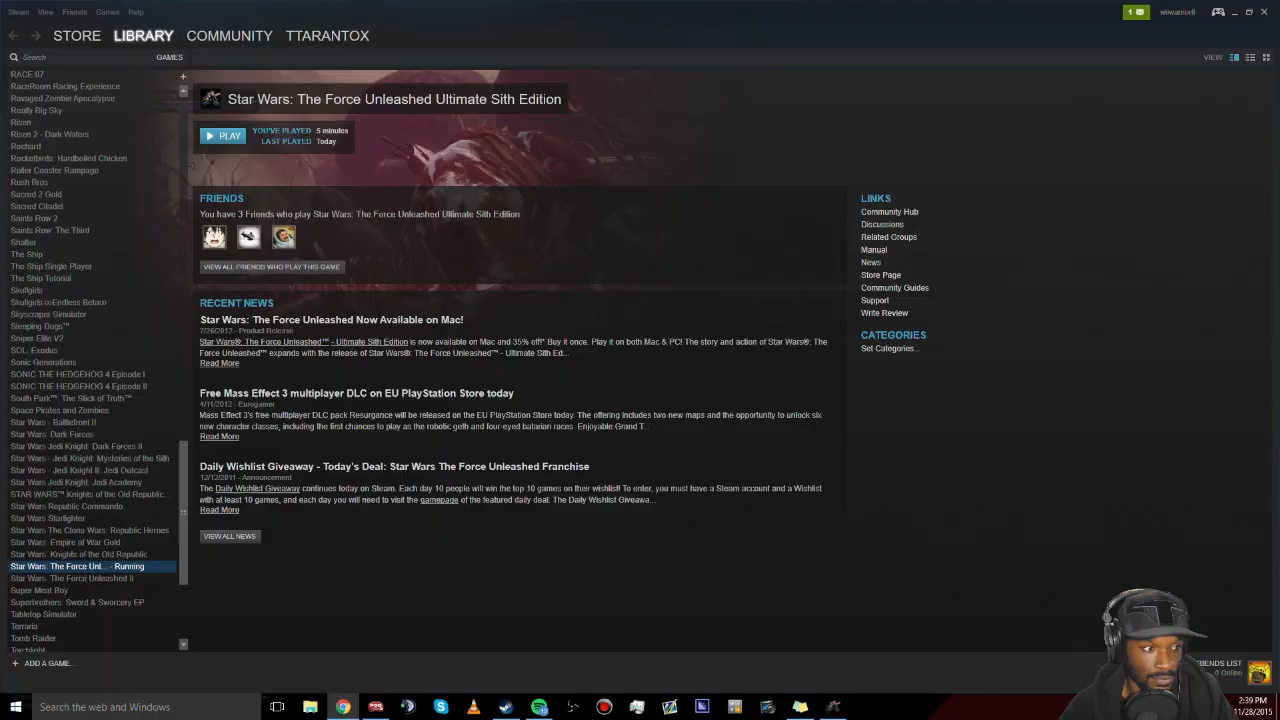 Steam View Friends Games Help
1
wiiwarrior8
STORE LIBRARY COMMUNITY TTARANTOX
Search GAMES
VIEW
RACE 07
RaceRoom Racing Experience
Ravaged Zombie Apocalypse
Really Big Sky
Risen
Risen 2 - Dark Waters
Rochard
Rocketbirds: Hardboiled Chicken
Roller Coaster Rampage
Rush Bros
Sacred 2 Gold
Sacred Citadel
Saints Row 2
Saints Row: The Third
Shatter
The Ship
The Ship Single Player
The Ship Tutorial
Skullgirls
Skullgirls ∞Endless Beta∞
Skyscraper Simulator
Sleeping Dogs™
Sniper Elite V2
SOL: Exodus
Sonic Generations
SONIC THE HEDGEHOG 4 Episode I
SONIC THE HEDGEHOG 4 Episode II
South Park™: The Stick of Truth™
Space Pirates and Zombies
Star Wars - Battlefront II
Star Wars: Dark Forces
Star Wars Jedi Knight: Dark Forces II
Star Wars Jedi Knight: Mysteries of the Sith
Star Wars - Jedi Knight II: Jedi Outcast
Star Wars Jedi Knight: Jedi Academy
STAR WARS™ Knights of the Old Republic...
Star Wars Republic Commando
Star Wars Starfighter
Star Wars The Clone Wars: Republic Heroes
Star Wars: Empire at War Gold
Star Wars: Knights of the Old Republic
Star Wars: The Force Unl... - Running
Star Wars: The Force Unleashed II
Super Meat Boy
Superbrothers: Sword & Sworcery EP
Tabletop Simulator
Terraria
Tomb Raider
Torchlight
+ ADD A GAME...
Star Wars: The Force Unleashed Ultimate Sith Edition
PLAY
YOU'VE PLAYED 5 minutes
LAST PLAYED Today
FRIENDS
You have 3 Friends who play Star Wars: The Force Unleashed Ultimate Sith Edition
VIEW ALL FRIENDS WHO PLAY THIS GAME
RECENT NEWS
Star Wars: The Force Unleashed Now Available on Mac!
7/26/2012 - Product Release
Star Wars®: The Force Unleashed™ - Ultimate Sith Edition is now available on Mac and 35% off!* Buy it once. Play it on both Mac & PC! The story and action of Star Wars®: The
Force Unleashed™ expands with the release of Star Wars®: The Force Unleashed™ - Ultimate Sith Ed...
Read More
Free Mass Effect 3 multiplayer DLC on EU PlayStation Store today
4/11/2012 - Eurogamer
Mass Effect 3's free multiplayer DLC pack Resurgance will be released on the EU PlayStation Store today. The offering includes two new maps and the opportunity to unlock six
new character classes, including the first chances to play as the robotic geth and four-eyed batarian races. Enjoyable Grand T...
Read More
Daily Wishlist Giveaway - Today's Deal: Star Wars The Force Unleashed Franchise
12/12/2011 - Announcement
The Daily Wishlist Giveaway continues today on Steam. Each day 10 people will win the top 10 games on their wishlist! To enter, you must have a Steam account and a Wishlist
with at least 10 games, and each day you will need to visit the gamepage of the featured daily deal. The Daily Wishlist Giveawa...
Read More
VIEW ALL NEWS
LINKS
Community Hub
Discussions
Related Groups
Manual
News
Store Page
Community Guides
Support
Write Review
CATEGORIES
Set Categories...
FRIENDS LIST
0 Online
Search the web and Windows
2:39 PM
11/28/2015